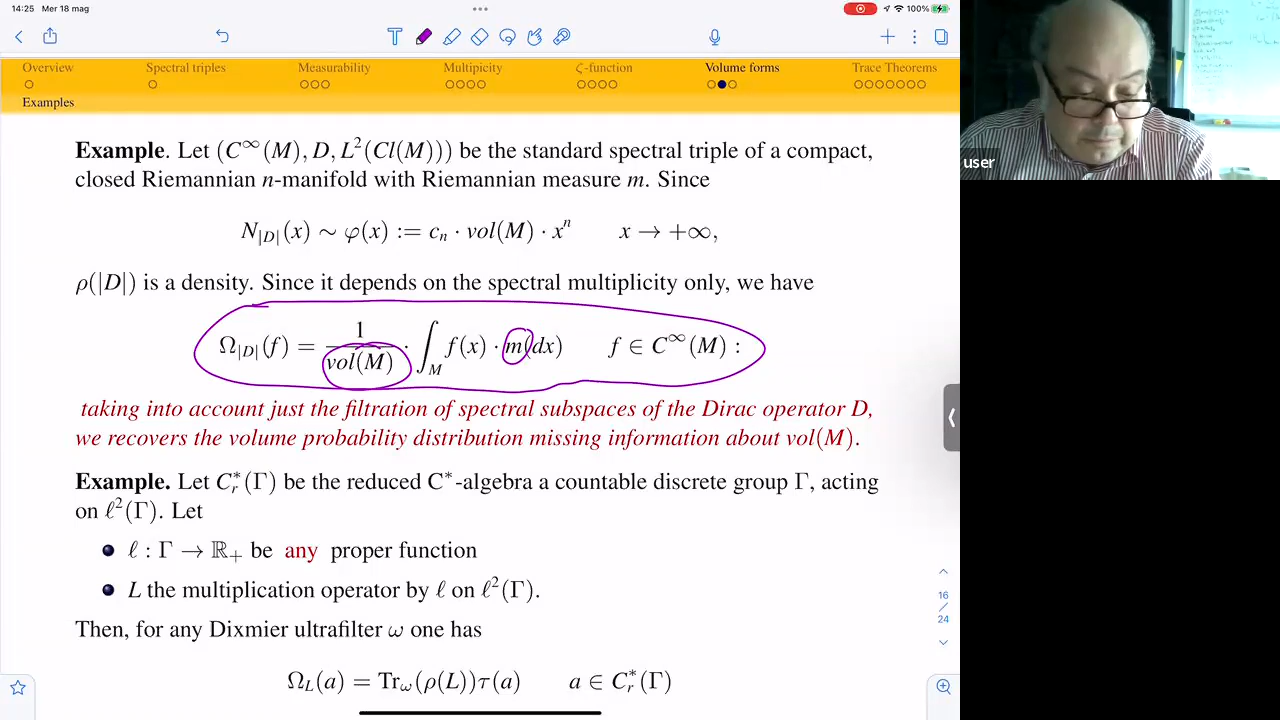 14:25 Mer 18 mag
100%
Overview Spectral triples Measurability Multipicity ζ-function Volume forms Trace Theorems
Examples
Example. Let (C^∞(M), D, L²(Cl(M))) be the standard spectral triple of a compact,
closed Riemannian n-manifold with Riemannian measure m. Since
N_{|D|}(x) ∼ φ(x) := c_n · vol(M) · x^n x → +∞,
ρ(|D|) is a density. Since it depends on the spectral multiplicity only, we have
Ω_{|D|}(f) = 1/vol(M) · ∫_M f(x) · m(dx) f ∈ C^∞(M) :
taking into account just the filtration of spectral subspaces of the Dirac operator D,
we recovers the volume probability distribution missing information about vol(M).
Example. Let C*_r(Γ) be the reduced C*-algebra a countable discrete group Γ, acting
on ℓ²(Γ). Let
ℓ : Γ → ℝ₊ be any proper function
L the multiplication operator by ℓ on ℓ²(Γ).
Then, for any Dixmier ultrafilter ω one has
Ω_L(a) = Tr_ω(ρ(L))τ(a) a ∈ C*_r(Γ)
16
/
24
user